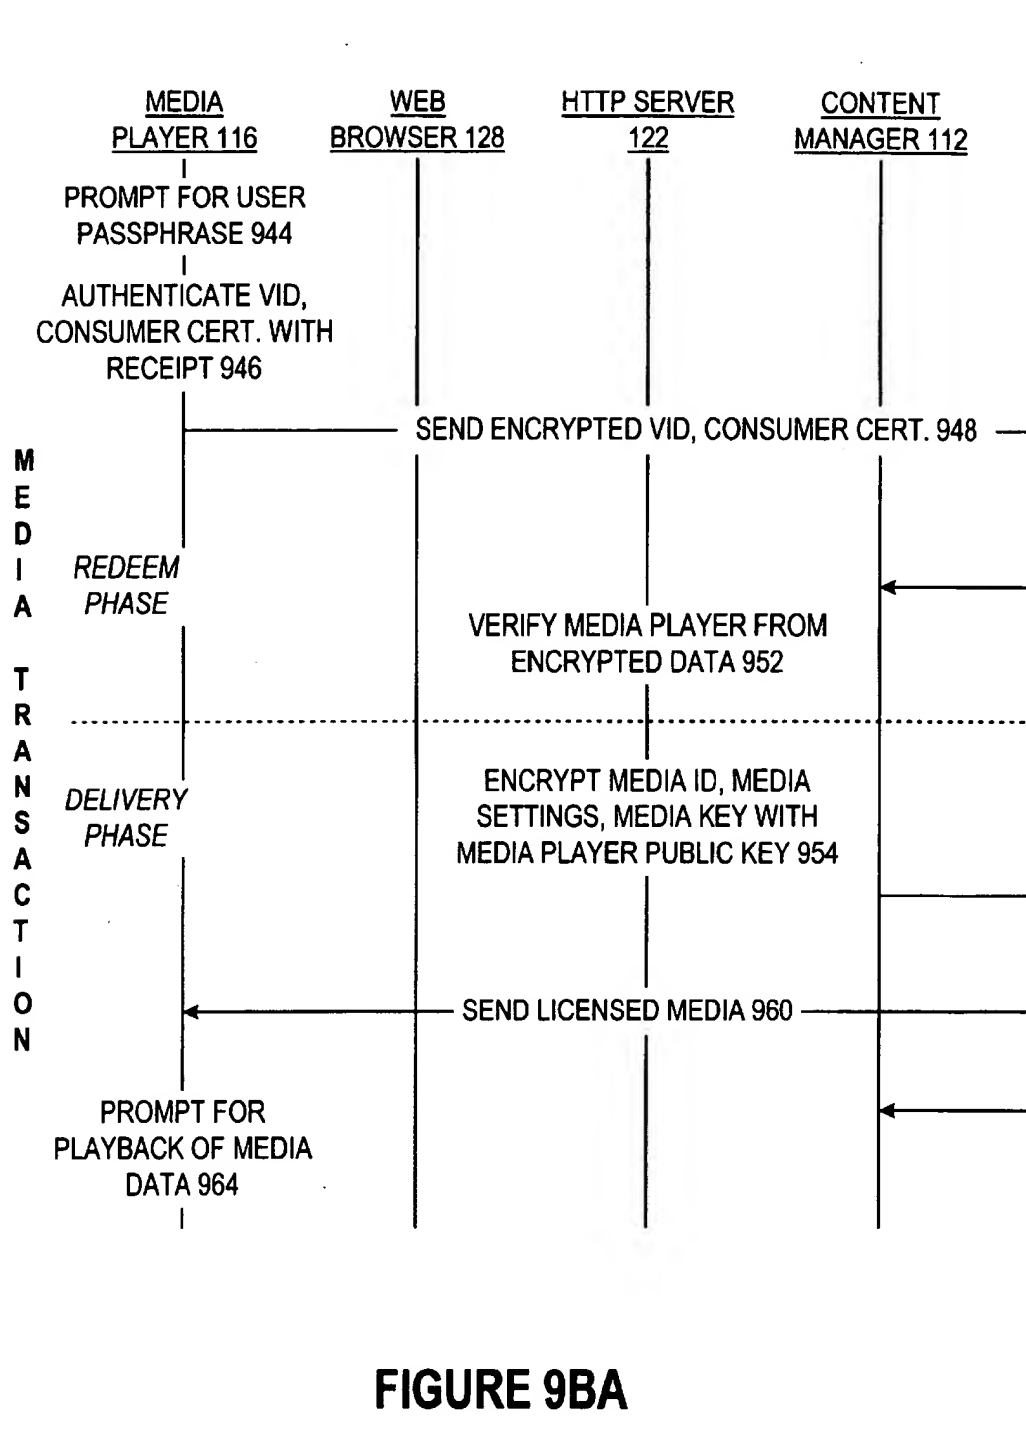 MEDIA
PLAYER 116
WEB
BROWSER 128
HTTP SERVER
122
CONTENT
MANAGER 112
PROMPT FOR USER
PASSPHRASE 944
AUTHENTICATE VID,
CONSUMER CERT. WITH
RECEIPT 946
SEND ENCRYPTED VID, CONSUMER CERT. 948
MEDIA TRANSACTION
REDEEM
PHASE
VERIFY MEDIA PLAYER FROM
ENCRYPTED DATA 952
DELIVERY
PHASE
ENCRYPT MEDIA ID, MEDIA
SETTINGS, MEDIA KEY WITH
MEDIA PLAYER PUBLIC KEY 954
SEND LICENSED MEDIA 960
PROMPT FOR
PLAYBACK OF MEDIA
DATA 964
FIGURE 9BA